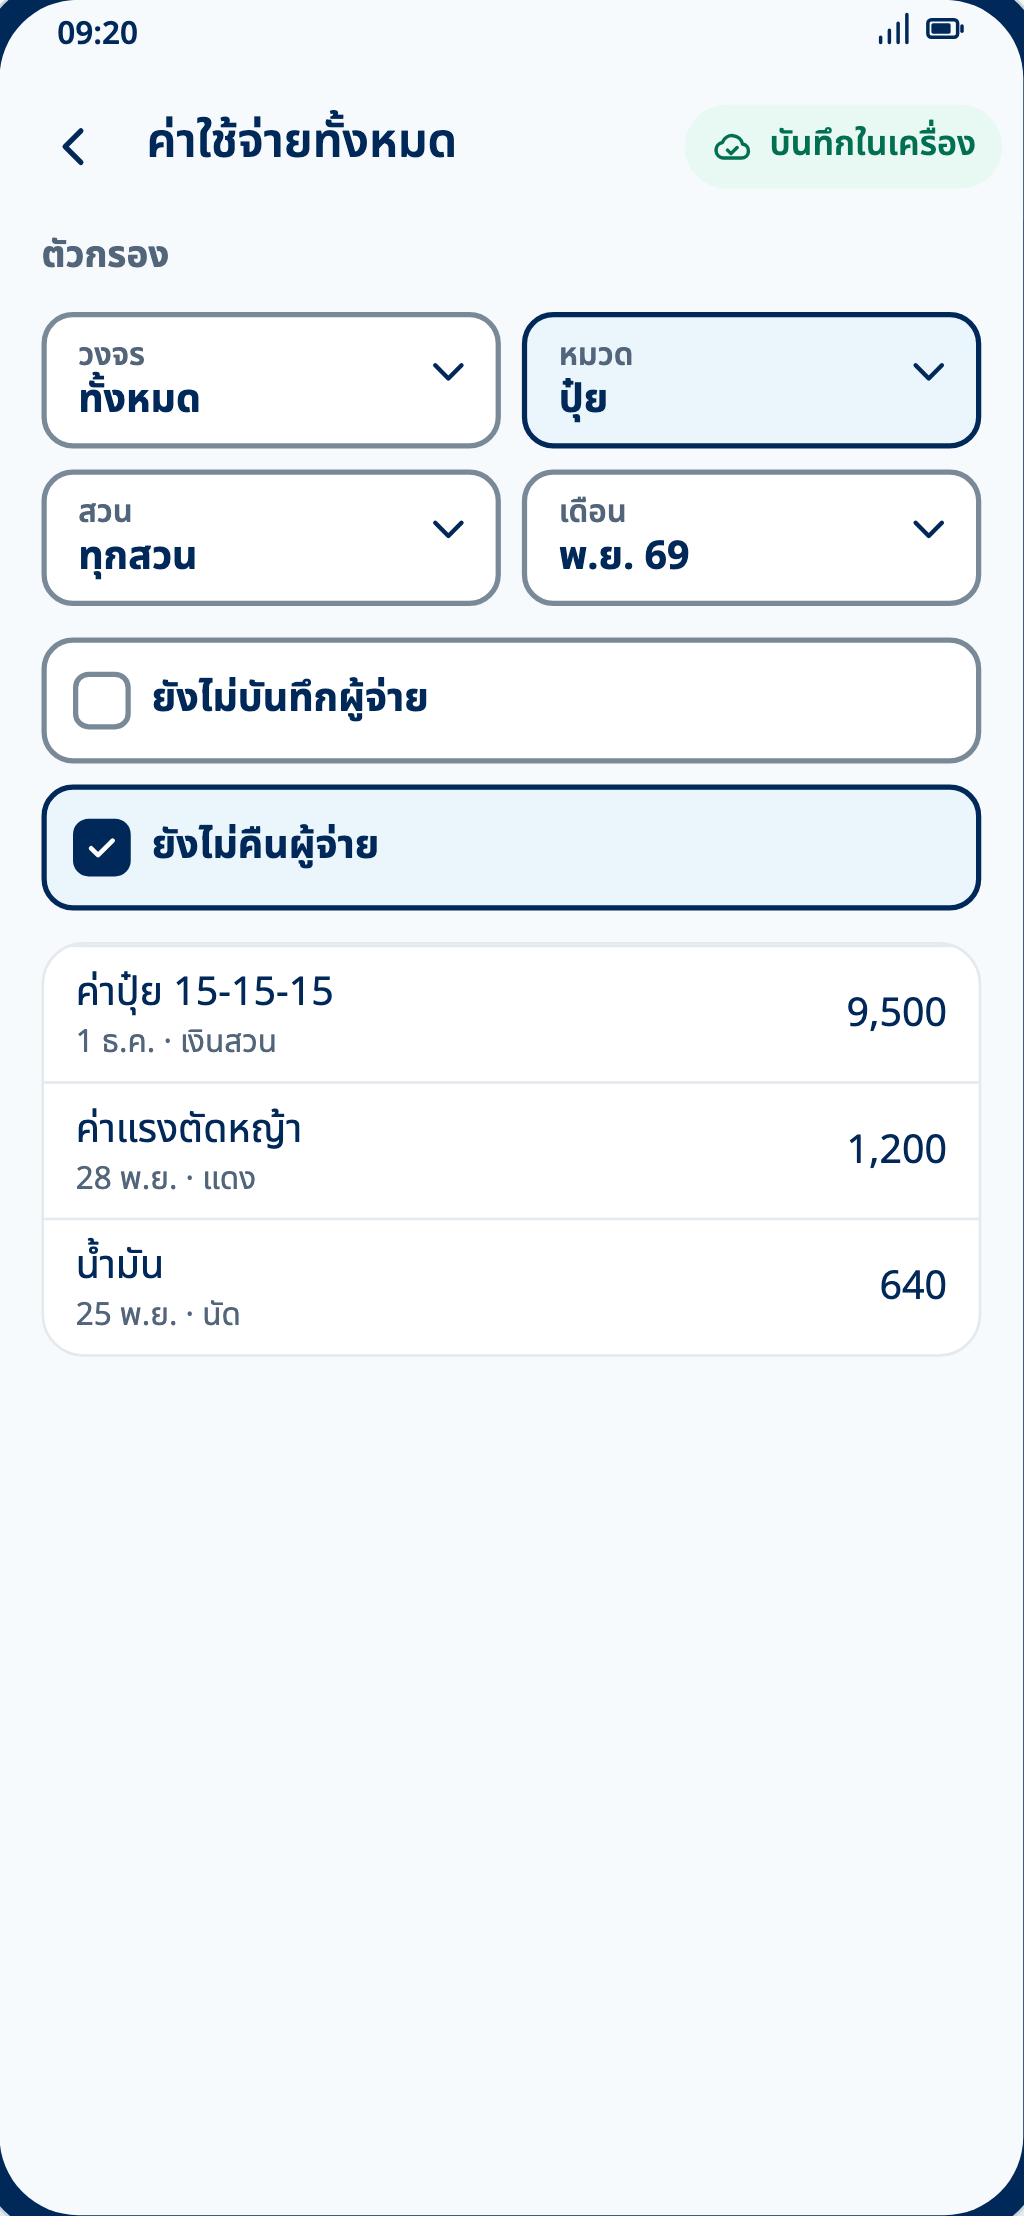 09:20
ค่าใช้จ่ายทั้งหมด
บันทึกในเครื่อง
ตัวกรอง
วงจร
ทั้งหมด
หมวด
ปุ๋ย
สวน
ทุกสวน
เดือน
พ.ย. 69
ยังไม่บันทึกผู้จ่าย
ยังไม่คืนผู้จ่าย
ค่าปุ๋ย 15-15-15
9,500
1 ธ.ค. · เงินสวน
ค่าแรงตัดหญ้า
1,200
28 พ.ย. · แดง
น้ำมัน
640
25 พ.ย. · นัด